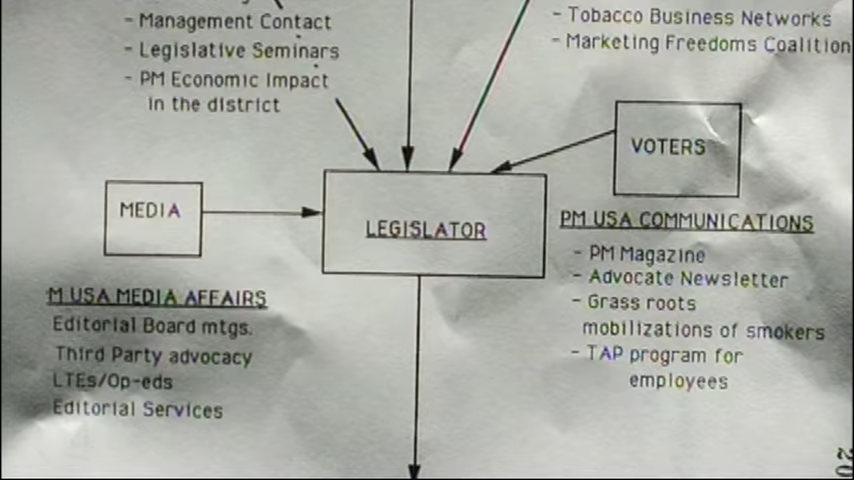 - Management Contact
- Legislative Seminars
- PM Economic Impact
in the district
- Tobacco Business Networks
- Marketing Freedoms Coalition
VOTERS
MEDIA
LEGISLATOR
PM USA COMMUNICATIONS
- PM Magazine
- Advocate Newsletter
- Grass roots
mobilizations of smokers
- TAP program for
employees
M USA MEDIA AFFAIRS
Editorial Board mtgs.
Third Party advocacy
LTEs/Op-eds
Editorial Services
20